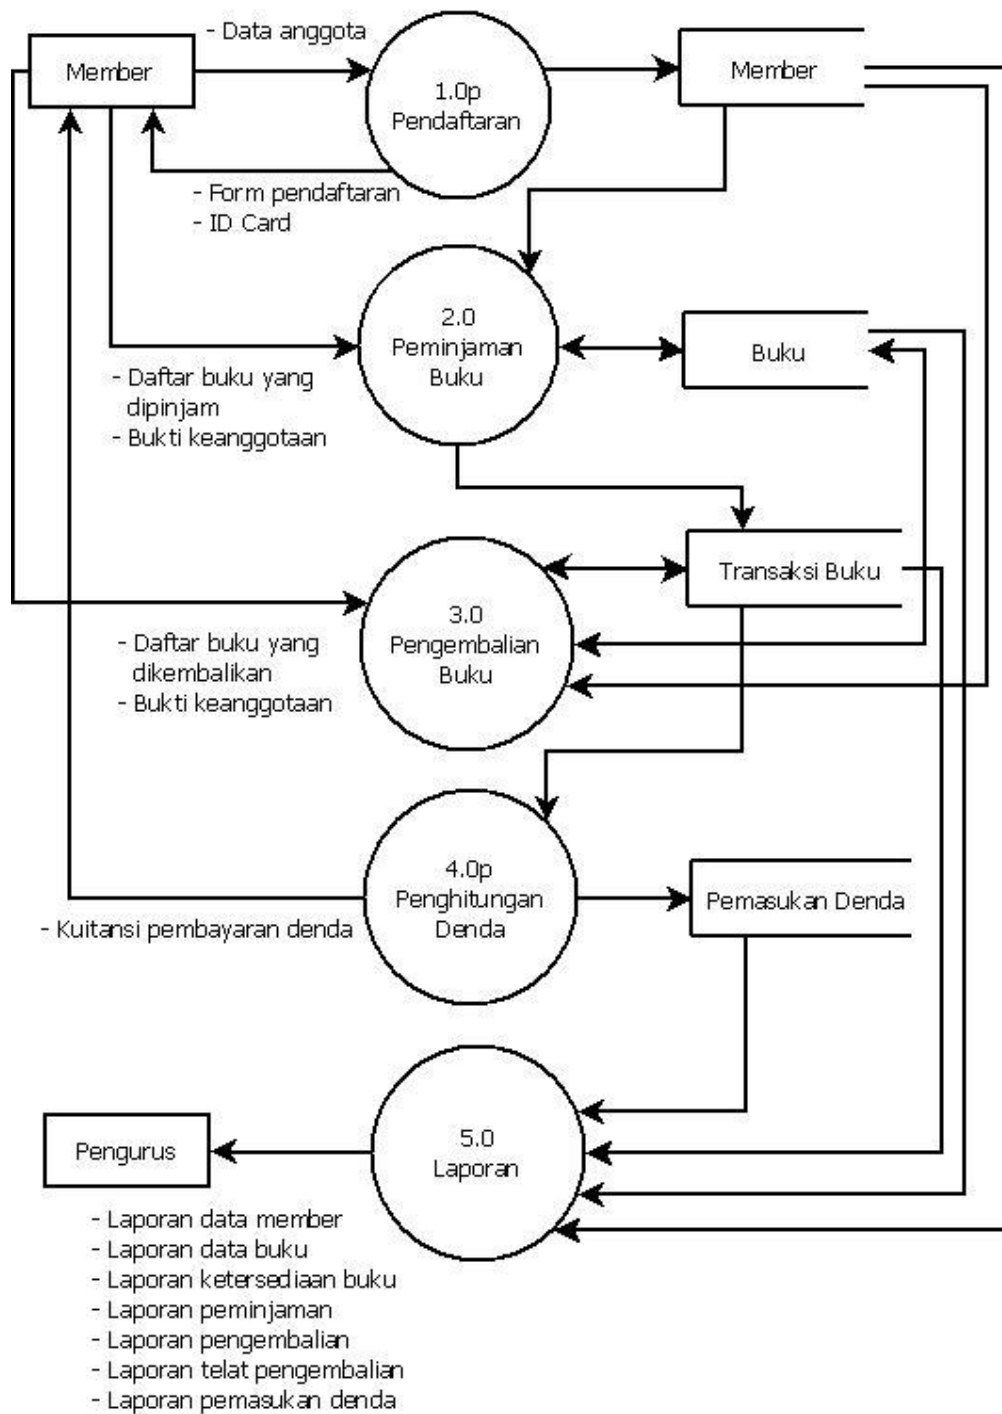 - Data anggota
Member
1.0p
Pendaftaran
Member
- Form pendaftaran
- ID Card
2.0
Peminjaman
Buku
Buku
- Daftar buku yang
dipinjam
- Bukti keanggotaan
Transaksi Buku
3.0
Pengembalian
Buku
- Daftar buku yang
dikembalikan
- Bukti keanggotaan
4.0p
Penghitungan
Denda
Pemasukan Denda
- Kuitansi pembayaran denda
5.0
Laporan
Pengurus
- Laporan data member
- Laporan data buku
- Laporan ketersediaan buku
- Laporan peminjaman
- Laporan pengembalian
- Laporan telat pengembalian
- Laporan pemasukan denda